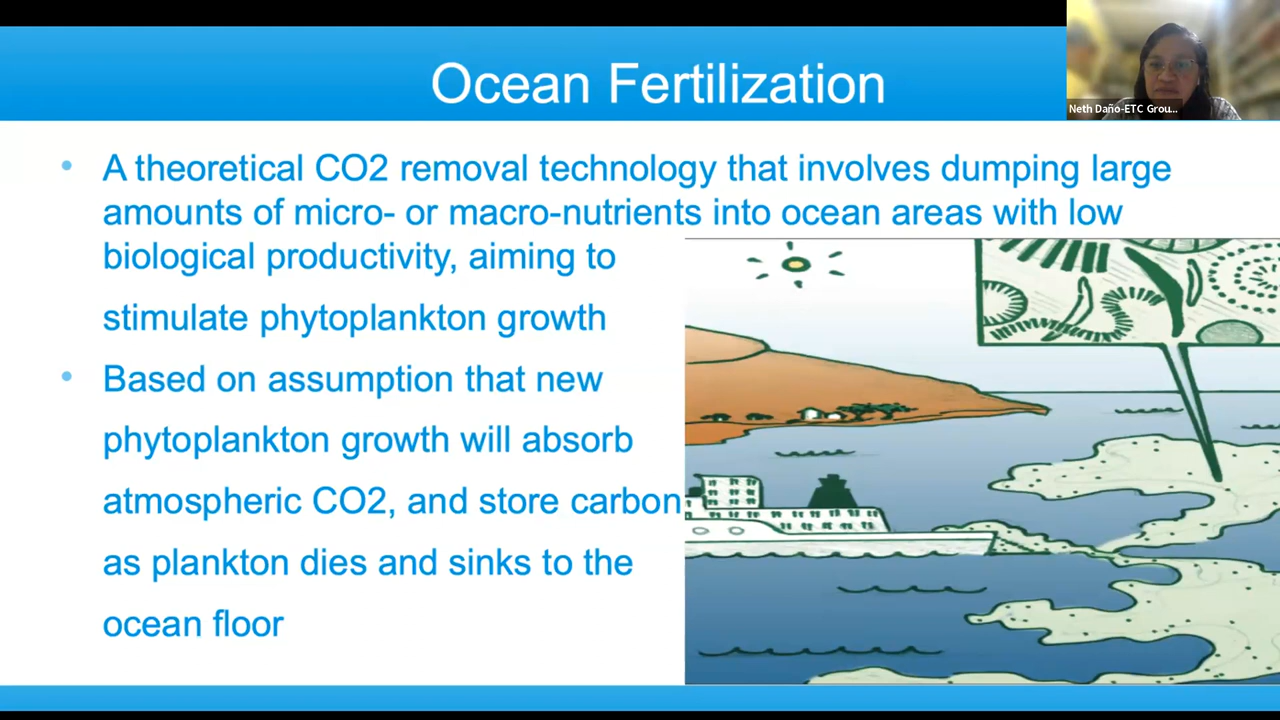 Ocean Fertilization
Neth Daño-ETC Grou...
• A theoretical CO2 removal technology that involves dumping large
amounts of micro- or macro-nutrients into ocean areas with low
biological productivity, aiming to
stimulate phytoplankton growth
• Based on assumption that new
phytoplankton growth will absorb
atmospheric CO2, and store carbon
as plankton dies and sinks to the
ocean floor